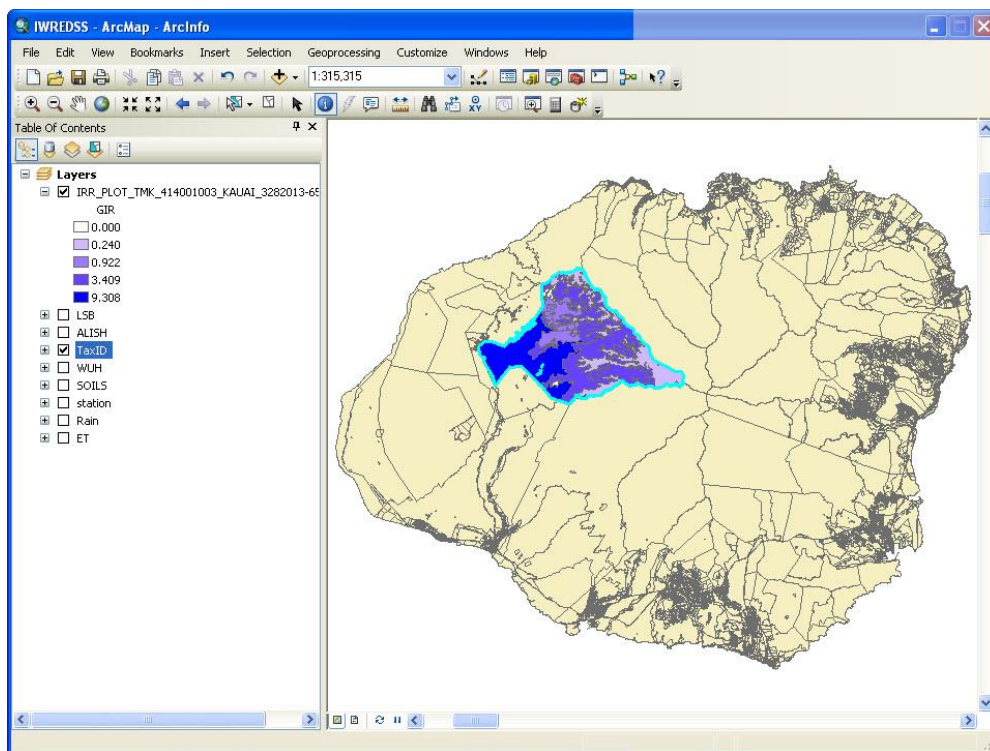 IWREDSS - ArcMap - ArcInfo
File Edit View Bookmarks Insert Selection Geoprocessing Customize Windows Help
1:315,315
Table Of Contents
Layers
IRR_PLOT_TMK_414001003_KAUAI_3282013-65
GIR
0.000
0.240
0.922
3.409
9.308
LSB
ALISH
TaxID
WUH
SOILS
station
Rain
ET